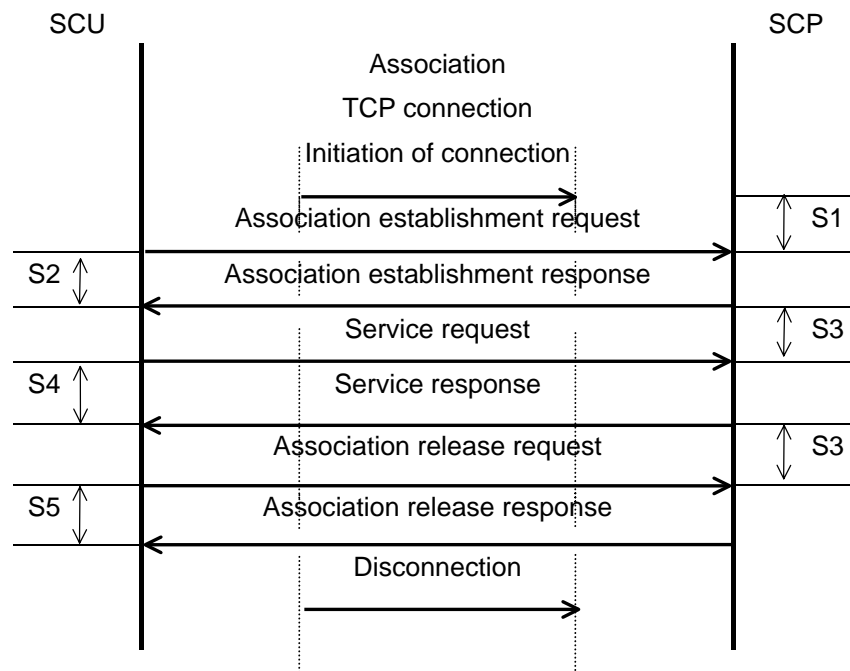 SCU
SCP
Association
TCP connection
Initiation of connection
Association establishment request
S1
S2
Association establishment response
Service request
S3
S4
Service response
Association release request
S3
S5
Association release response
Disconnection